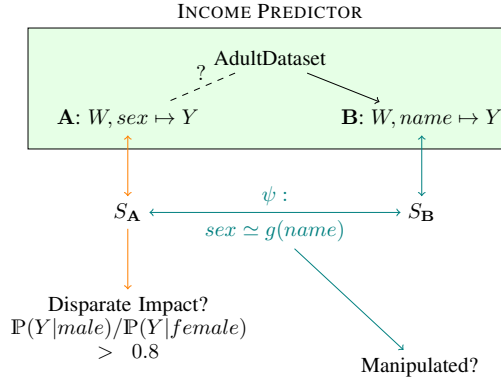 INCOME PREDICTOR
AdultDataset
?
A: W, sex ↦ Y
B: W, name ↦ Y
ψ :
S_A
S_B
sex ≃ g(name)
Disparate Impact?
ℙ(Y|male)/ℙ(Y|female)
> 0.8
Manipulated?